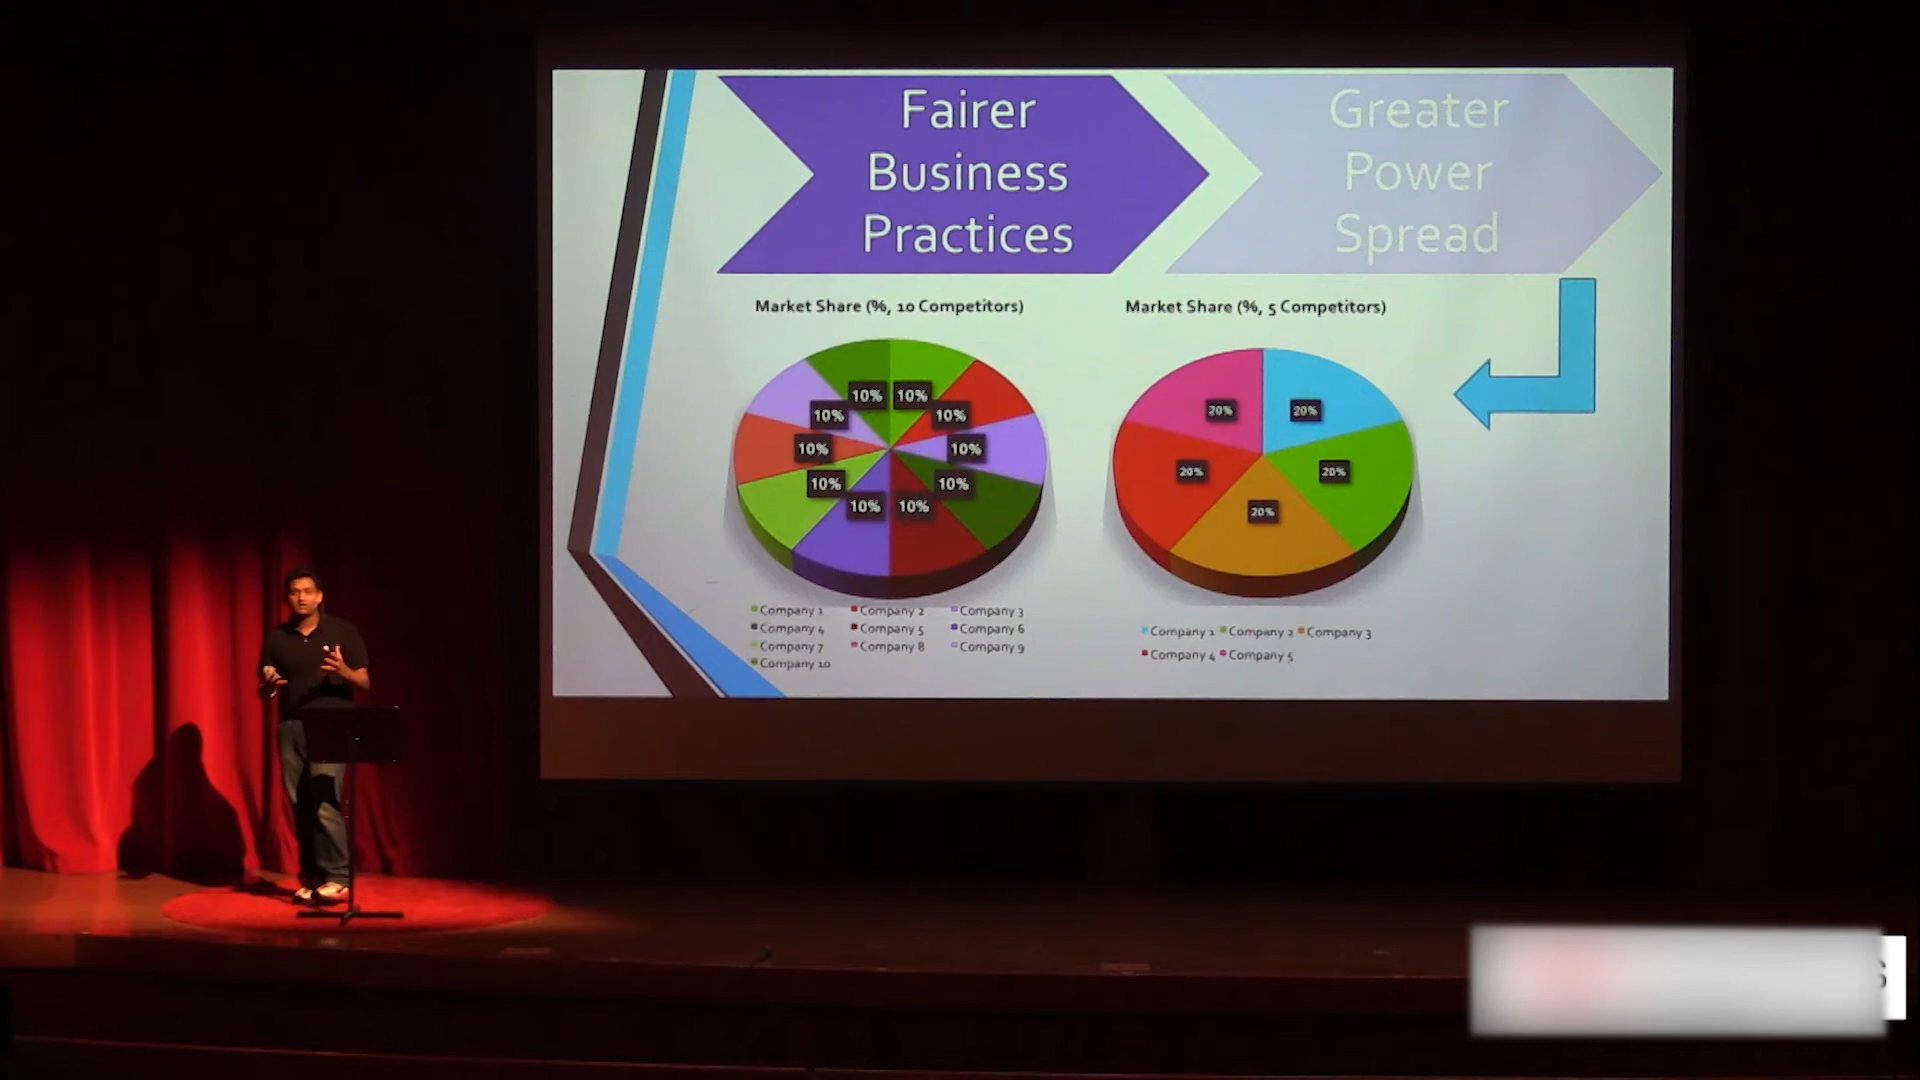 Fairer
Business
Practices
Greater
Power
Spread
Market Share (%, 10 Competitors)
10%
10%
10%
10%
10%
10%
10%
10%
10%
10%
Company 1 Company 2 Company 3
Company 4 Company 5 Company 6
Company 7 Company 8 Company 9
Company 10
Market Share (%, 5 Competitors)
20%
20%
20%
20%
20%
Company 1 Company 2 Company 3
Company 4 Company 5